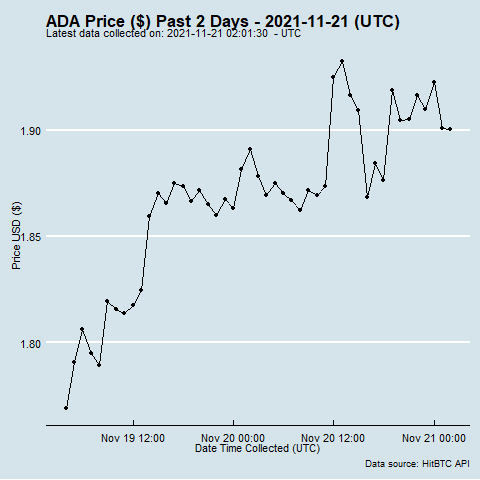 ADA Price ($) Past 2 Days - 2021-11-21 (UTC)
Latest data collected on: 2021-11-21 02:01:30 - UTC
1.90
1.85
1.80
Price USD ($)
Nov 19 12:00
Nov 20 00:00
Nov 20 12:00
Nov 21 00:00
Date Time Collected (UTC)
Data source: HitBTC API